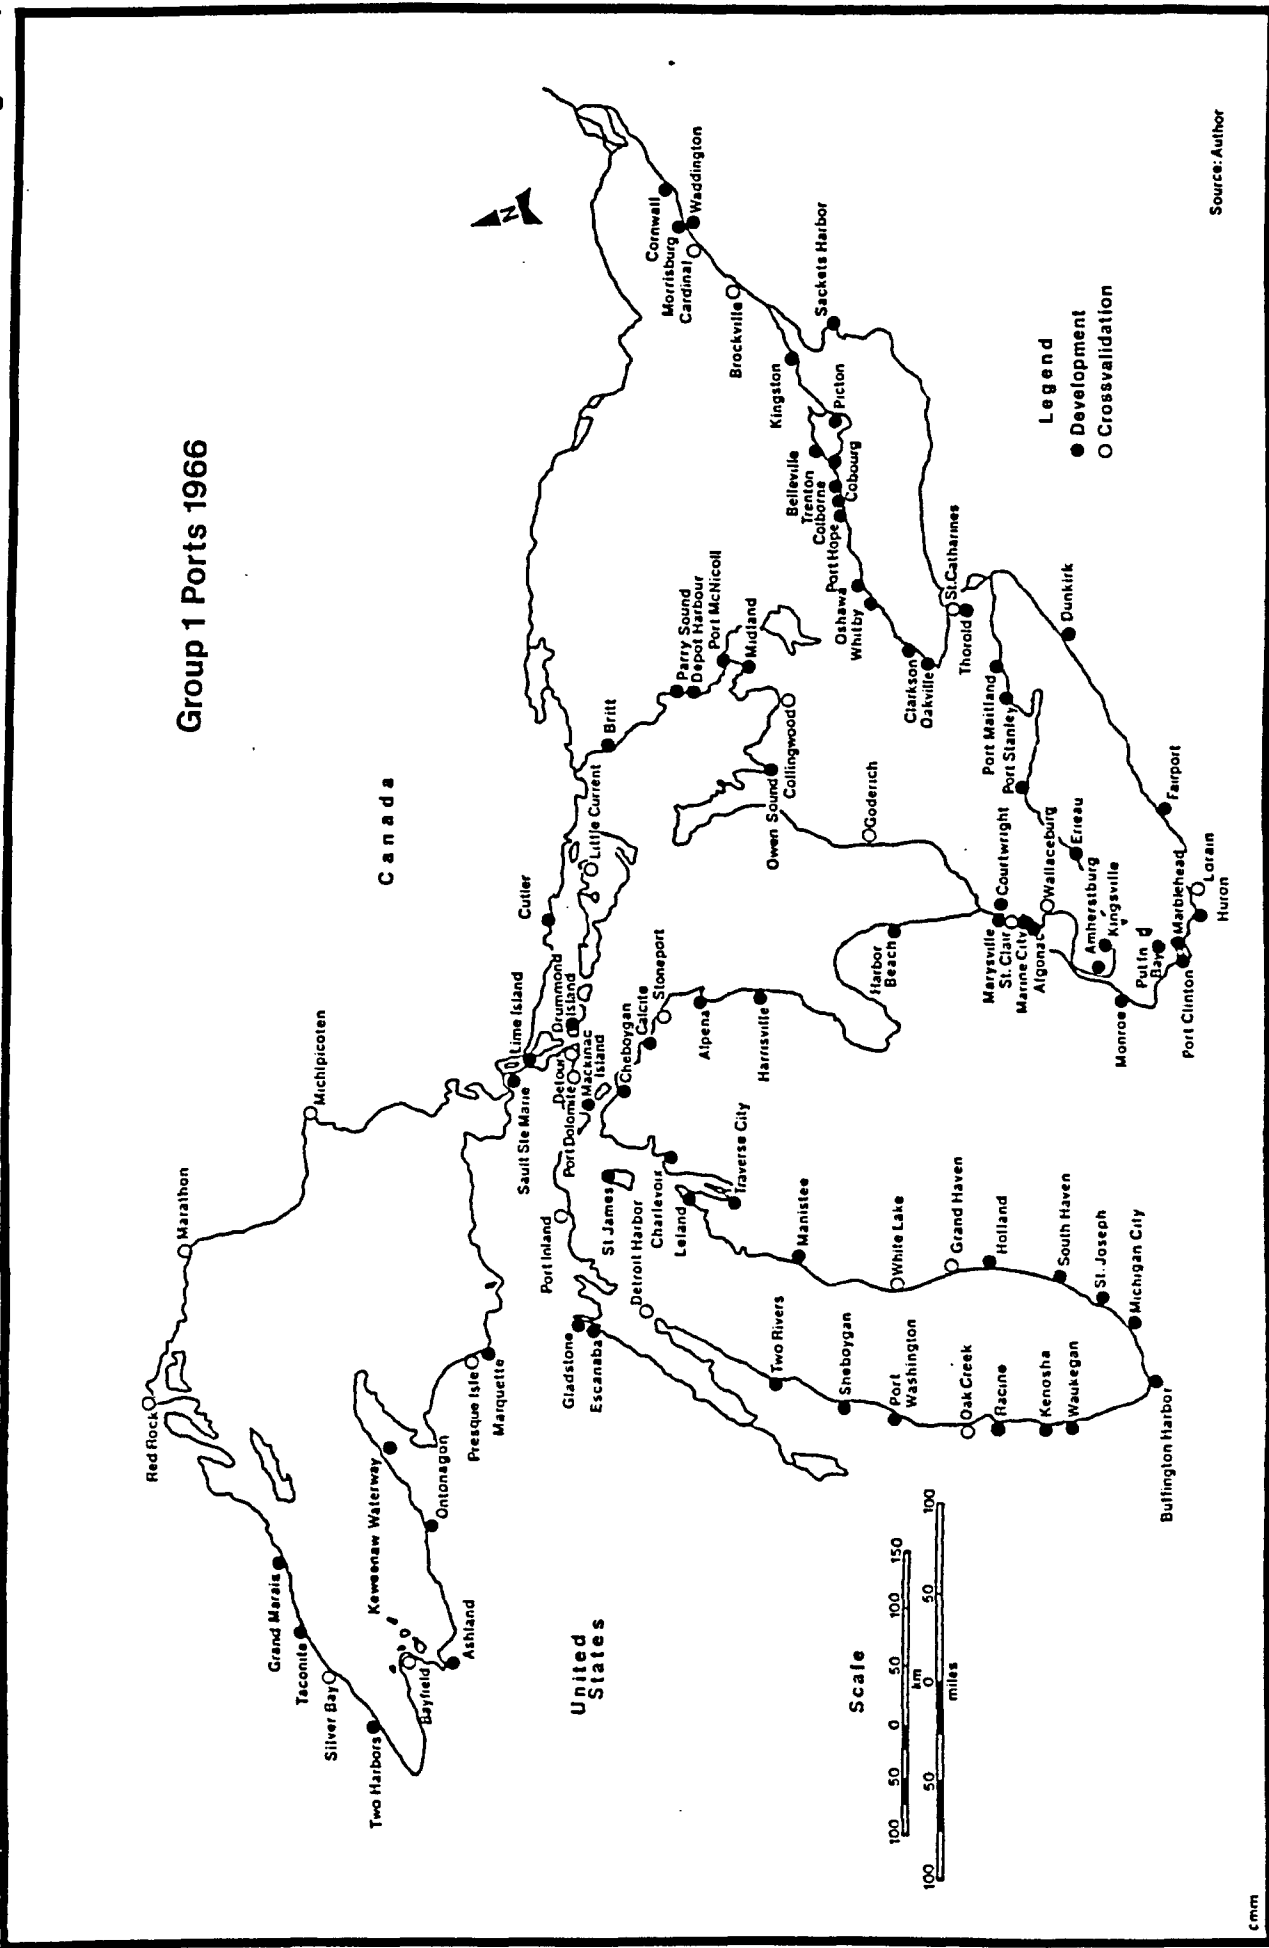 Group 1 Ports 1966
Canada
United
States
N
Red Rock
Marathon
Michipicoten
Grand Marais
Taconite
Silver Bay
Two Harbors
Keweenaw Waterway
Bayfield
Ashland
Ontonagon
Presque Isle
Marquette
Sault Ste Marie
Lime Island
Drummond
Island
Detour
Port Dolomite
Mackinac
Island
Cutler
Little Current
Britt
Parry Sound
Depot Harbour
Port McNicoll
Midland
Collingwood
Owen Sound
Goderich
Port Inland
St James
Detroit Harbor
Gladstone
Escanaba
Cheboygan
Calcite
Stoneport
Alpena
Harrisville
Harbor
Beach
Charlevoix
Leland
Traverse City
Manistee
White Lake
Grand Haven
Holland
South Haven
St. Joseph
Michigan City
Buffington Harbor
Two Rivers
Sheboygan
Port
Washington
Oak Creek
Racine
Kenosha
Waukegan
Marysville
St. Clair
Marine City
Algonac
Courtwright
Wallaceburg
Amherstburg
Kingsville
Erieau
Port Stanley
Port Maitland
Monroe
Put In
Bay
Port Clinton
Marblehead
Huron
Lorain
Fairport
Dunkirk
Thorold
St.Catharines
Clarkson
Oakville
Whitby
Oshawa
Port Hope
Colborne
Cobourg
Trenton
Belleville
Picton
Kingston
Sackets Harbor
Brockville
Cardinal
Morrisburg
Cornwall
Waddington
Legend
Development
Crossvalidation
Scale
100 50 0 50 100 150
km
100 50 0 50 100
miles
Source: Author
cmm